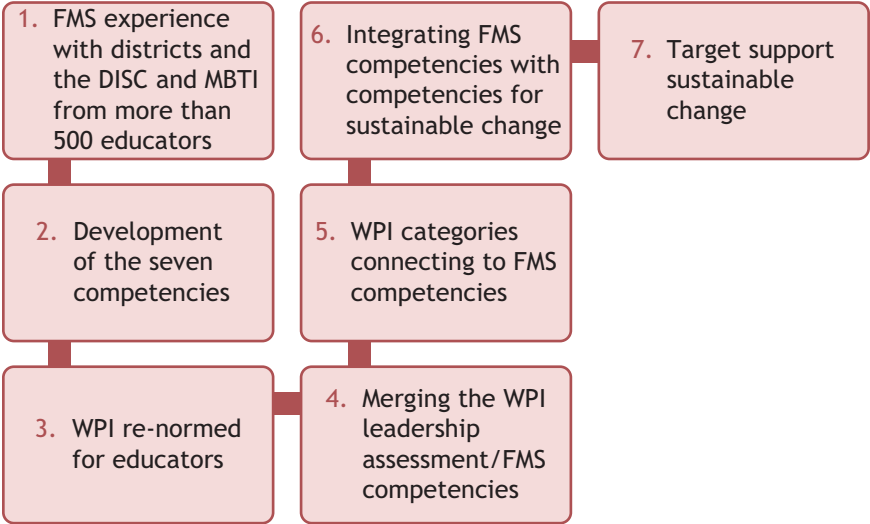 1. FMS experience
with districts and
the DISC and MBTI
from more than
500 educators
2. Development
of the seven
competencies
3. WPI re-normed
for educators
4. Merging the WPI
leadership
assessment/FMS
competencies
5. WPI categories
connecting to FMS
competencies
6. Integrating FMS
competencies with
competencies for
sustainable change
7. Target support
sustainable
change